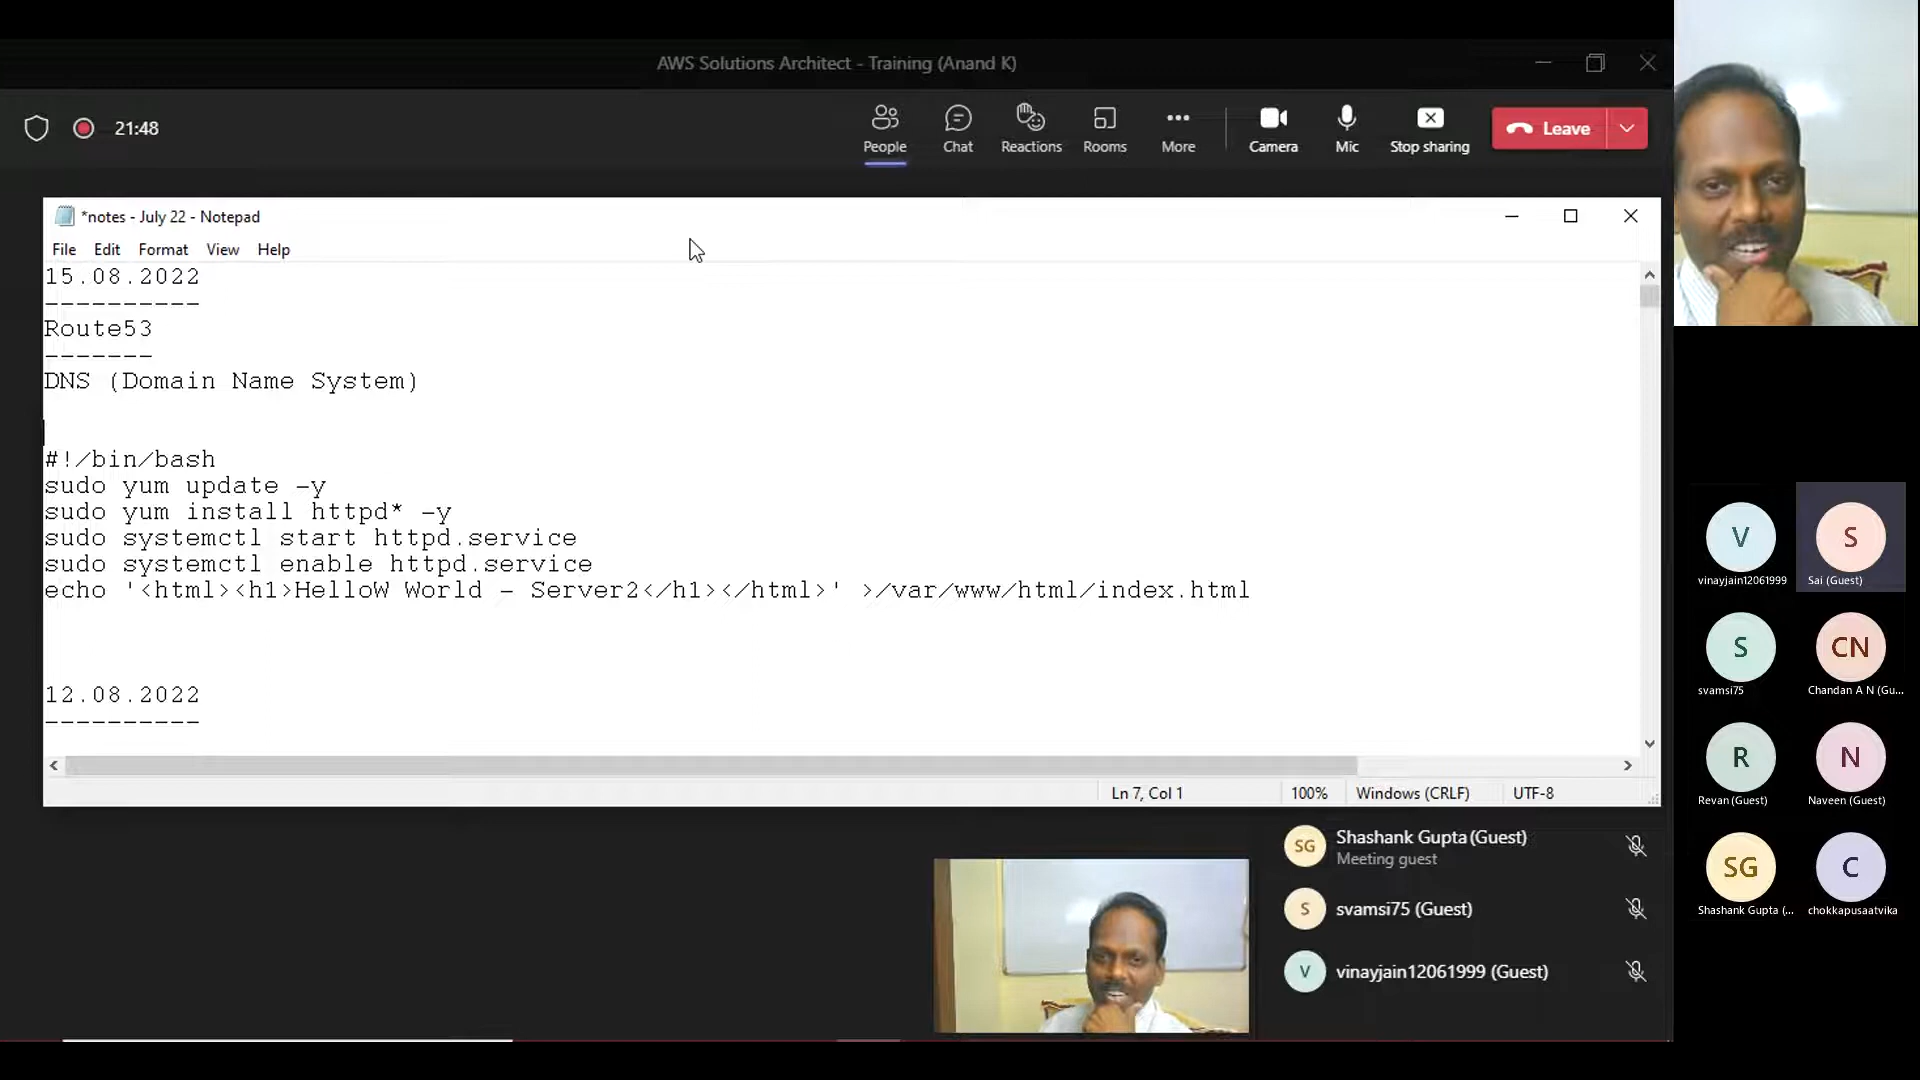 AWS Solutions Architect - Training (Anand K)
21:48
People
Chat
Reactions
Rooms
More
Camera
Mic
Stop sharing
Leave
*notes - July 22 - Notepad
File Edit Format View Help
15.08.2022
----------
Route53
-------
DNS (Domain Name System)
#!/bin/bash
sudo yum update -y
sudo yum install httpd* -y
sudo systemctl start httpd.service
sudo systemctl enable httpd.service
echo '<html><h1>HelloW World - Server2</h1></html>' >/var/www/html/index.html
12.08.2022
----------
Ln 7, Col 1
100%
Windows (CRLF)
UTF-8
SG
Shashank Gupta (Guest)
Meeting guest
S
svamsi75 (Guest)
V
vinayjain12061999 (Guest)
V
vinayjain12061999
S
Sai (Guest)
S
svamsi75
CN
Chandan A N (Gu...
R
Revan (Guest)
N
Naveen (Guest)
SG
Shashank Gupta (...
C
chokkapusaatvika